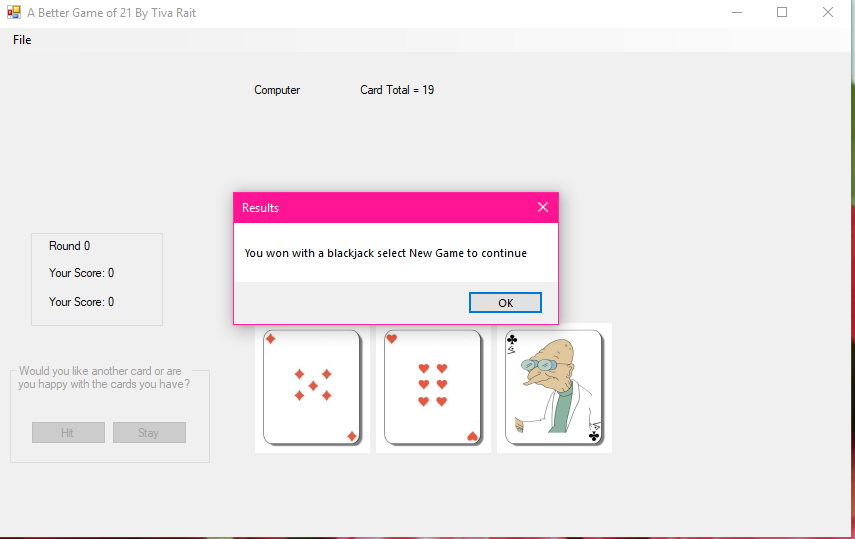 A Better Game of 21 By Tiva Rait
File
Computer Card Total = 19
Results
You won with a blackjack select New Game to continue
OK
Round 0
Your Score: 0
Your Score: 0
Would you like another card or are
you happy with the cards you have?
Hit Stay